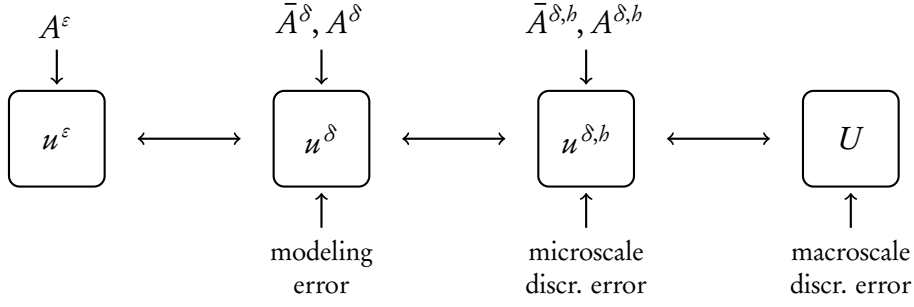 A^ε
Ā^δ, A^δ
Ā^{δ,h}, A^{δ,h}
u^ε
u^δ
u^{δ,h}
U
modeling
error
microscale
discr. error
macroscale
discr. error